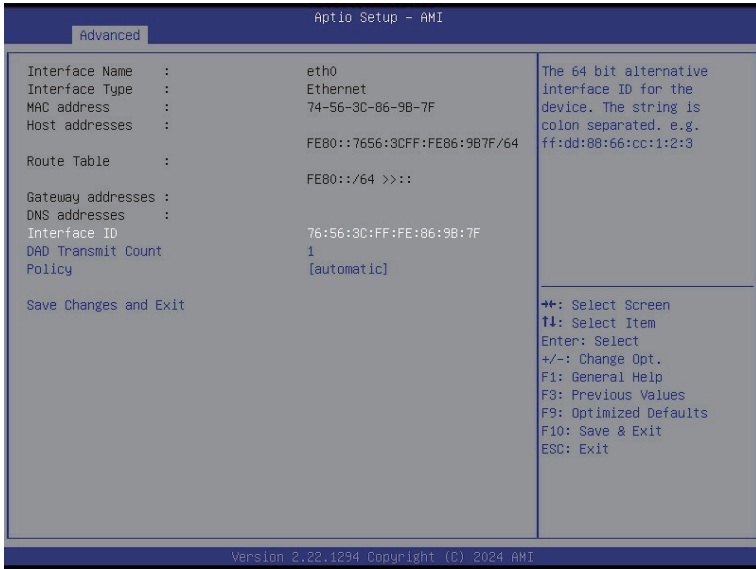 Aptio Setup – AMI
Advanced
Interface Name : eth0
Interface Type : Ethernet
MAC address : 74-56-3C-86-9B-7F
Host addresses :
FE80::7656:3CFF:FE86:9B7F/64
Route Table :
FE80::/64 >>::
Gateway addresses :
DNS addresses :
Interface ID 76:56:3C:FF:FE:86:9B:7F
DAD Transmit Count 1
Policy [automatic]
Save Changes and Exit
The 64 bit alternative
interface ID for the
device. The string is
colon separated. e.g.
ff:dd:88:66:cc:1:2:3
→←: Select Screen
↑↓: Select Item
Enter: Select
+/-: Change Opt.
F1: General Help
F3: Previous Values
F9: Optimized Defaults
F10: Save & Exit
ESC: Exit
Version 2.22.1294 Copyright (C) 2024 AMI